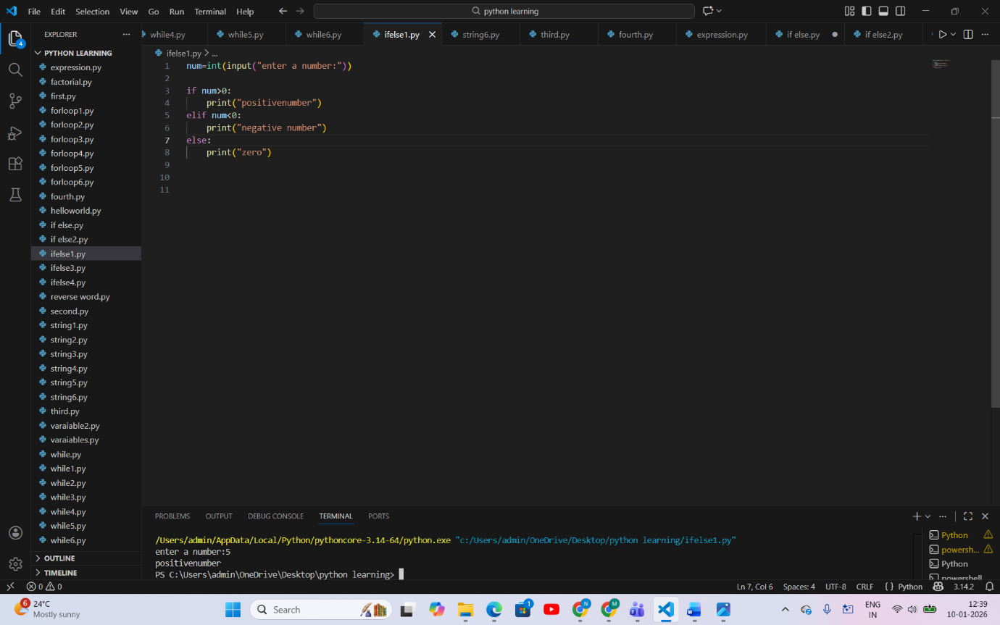 File Edit Selection View Go Run Terminal Help
python learning
EXPLORER
while4.py while5.py while6.py ifelse1.py string6.py third.py fourth.py expression.py if else.py if else2.py
4
PYTHON LEARNING
expression.py
factorial.py
first.py
forloop1.py
forloop2.py
forloop3.py
forloop4.py
forloop5.py
forloop6.py
fourth.py
helloworld.py
if else.py
if else2.py
ifelse1.py
ifelse3.py
ifelse4.py
reverse word.py
second.py
string1.py
string2.py
string3.py
string4.py
string5.py
string6.py
third.py
varaiable2.py
varaiables.py
while.py
while1.py
while2.py
while3.py
while4.py
while5.py
while6.py
OUTLINE
TIMELINE
ifelse1.py > ...
1 num=int(input("enter a number:"))
2
3 if num>0:
4 print("positivenumber")
5 elif num<0:
6 print("negative number")
7 else:
8 print("zero")
9
10
11
PROBLEMS OUTPUT DEBUG CONSOLE TERMINAL PORTS
/Users/admin/AppData/Local/Python/pythoncore-3.14-64/python.exe "c:/Users/admin/OneDrive/Desktop/python learning/ifelse1.py"
enter a number:5
positivenumber
PS C:\Users\admin\OneDrive\Desktop\python learning>
Python
powersh...
Python
powershell
0 0
Ln 7, Col 6 Spaces: 4 UTF-8 CRLF { } Python 3.14.2
6
24°C
Mostly sunny
Search
1
N
M
ENG
IN
12:39
10-01-2026